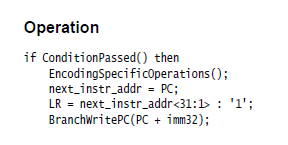 Operation
if ConditionPassed() then
EncodingSpecificOperations();
next_instr_addr = PC;
LR = next_instr_addr<31:1> : '1';
BranchWritePC(PC + imm32);